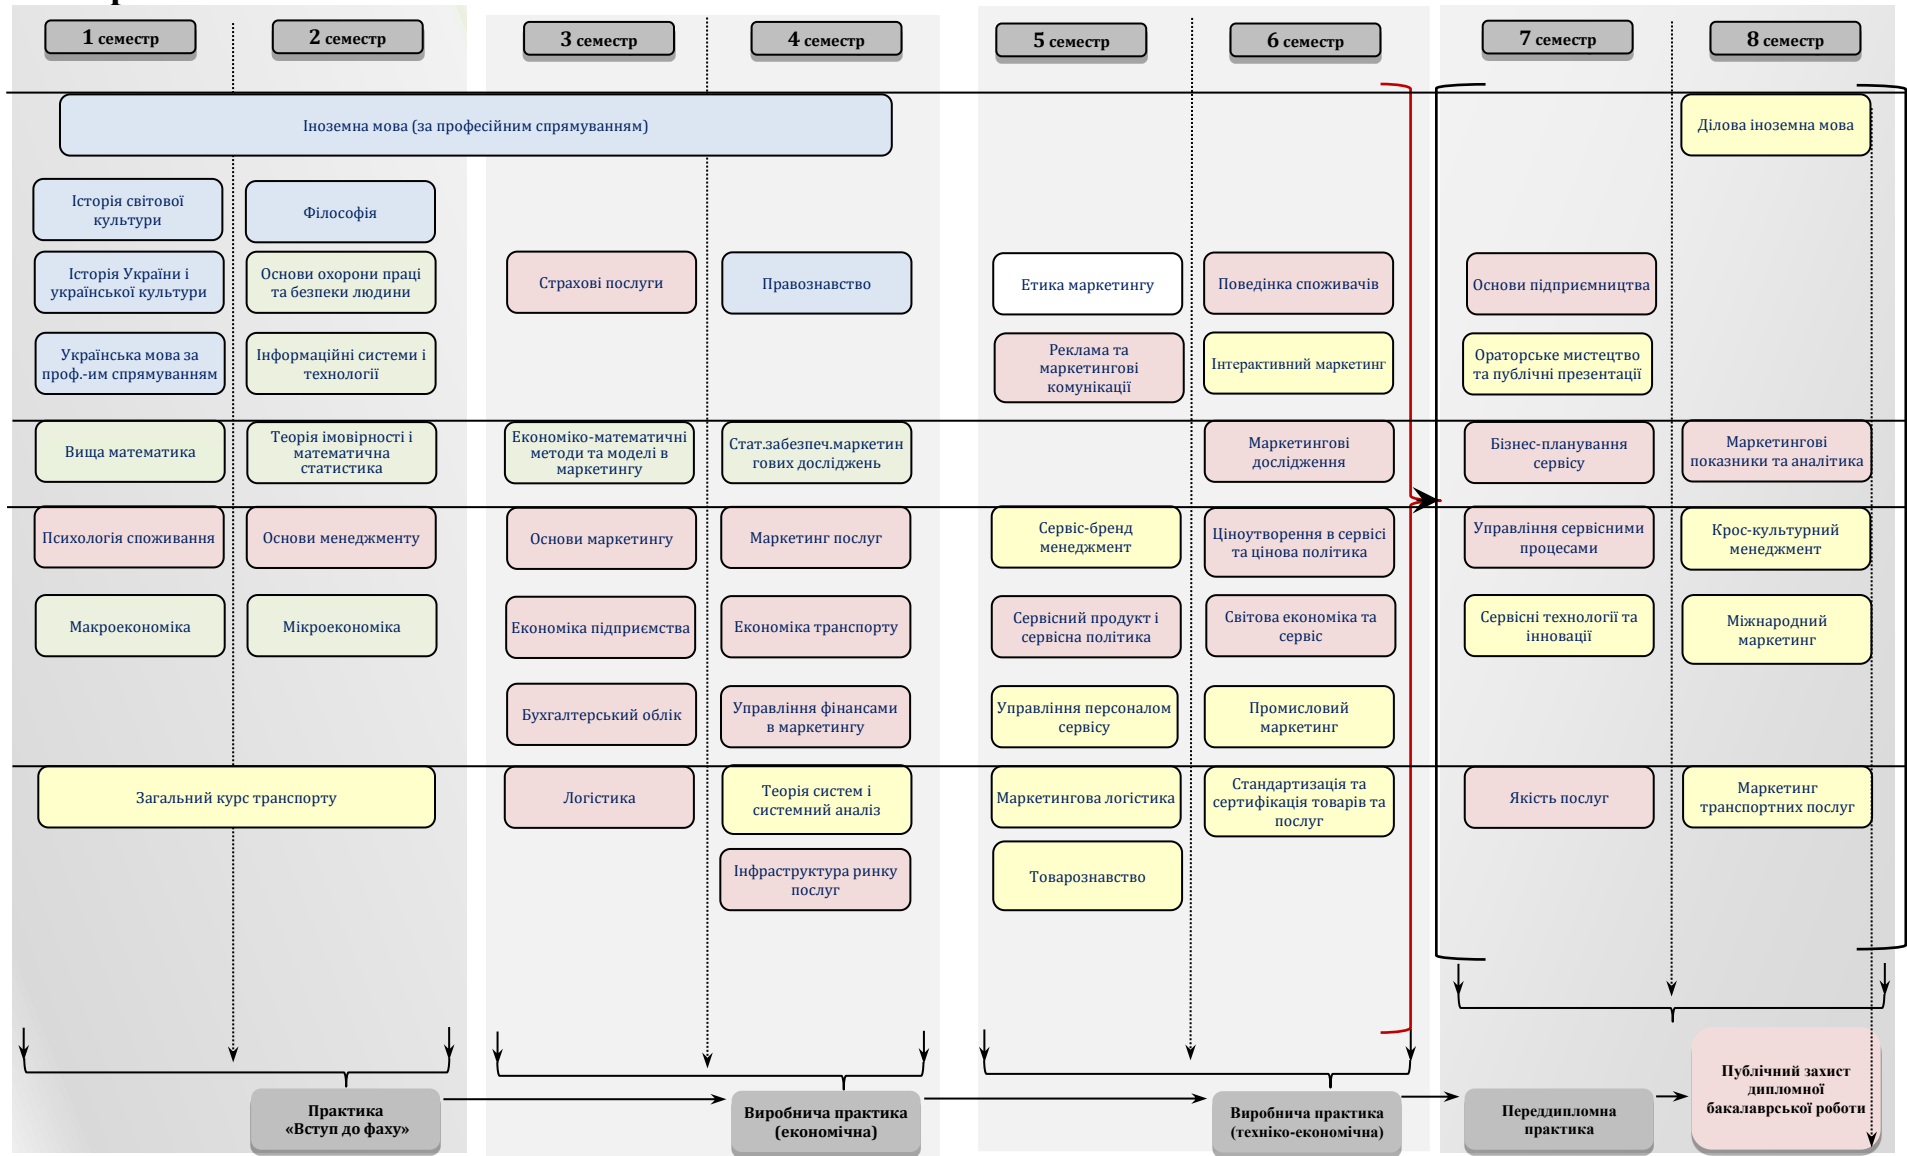 1 семестр
2 семестр
3 семестр
4 семестр
5 семестр
6 семестр
7 семестр
8 семестр
Іноземна мова (за професійним спрямуванням)
Ділова іноземна мова
Історія світової
культури
Філософія
Історія України і
української культури
Основи охорони праці
та безпеки людини
Страхові послуги
Правознавство
Етика маркетингу
Поведінка споживачів
Основи підприємництва
Українська мова за
проф.-им спрямуванням
Інформаційні системи і
технології
Реклама та
маркетингові
комунікації
Інтерактивний маркетинг
Ораторське мистецтво
та публічні презентації
Вища математика
Теорія імовірності і
математична
статистика
Економіко-математичні
методи та моделі в
маркетингу
Стат.забезпеч.маркетин
гових досліджень
Маркетингові
дослідження
Бізнес-планування
сервісу
Маркетингові
показники та аналітика
Психологія споживання
Основи менеджменту
Основи маркетингу
Маркетинг послуг
Сервіс-бренд
менеджмент
Ціноутворення в сервісі
та цінова політика
Управління сервісними
процесами
Крос-культурний
менеджмент
Макроекономіка
Мікроекономіка
Економіка підприємства
Економіка транспорту
Сервісний продукт і
сервісна політика
Світова економіка та
сервіс
Сервісні технології та
інновації
Міжнародний
маркетинг
Бухгалтерський облік
Управління фінансами
в маркетингу
Управління персоналом
сервісу
Промисловий
маркетинг
Загальний курс транспорту
Логістика
Теорія систем і
системний аналіз
Маркетингова логістика
Стандартизація та
сертифікація товарів та
послуг
Якість послуг
Маркетинг
транспортних послуг
Інфраструктура ринку
послуг
Товарознавство
Практика
«Вступ до фаху»
Виробнича практика
(економічна)
Виробнича практика
(техніко-економічна)
Переддипломна
практика
Публічний захист
дипломної
бакалаврської роботи